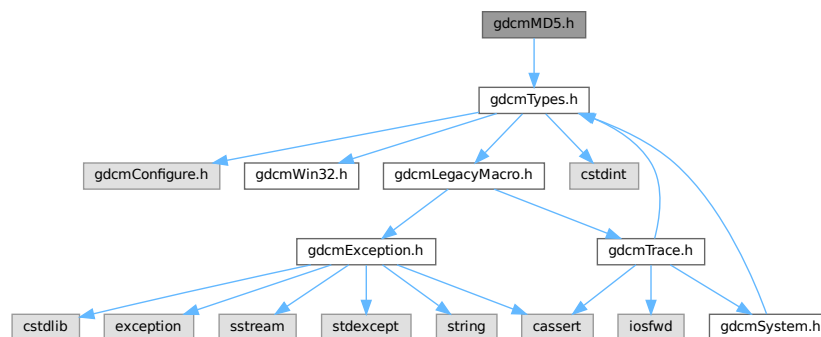 gdcmMD5.h
gdcmTypes.h
gdcmConfigure.h
gdcmWin32.h
gdcmLegacyMacro.h
cstdint
gdcmException.h
gdcmTrace.h
cstdlib
exception
sstream
stdexcept
string
cassert
iosfwd
gdcmSystem.h